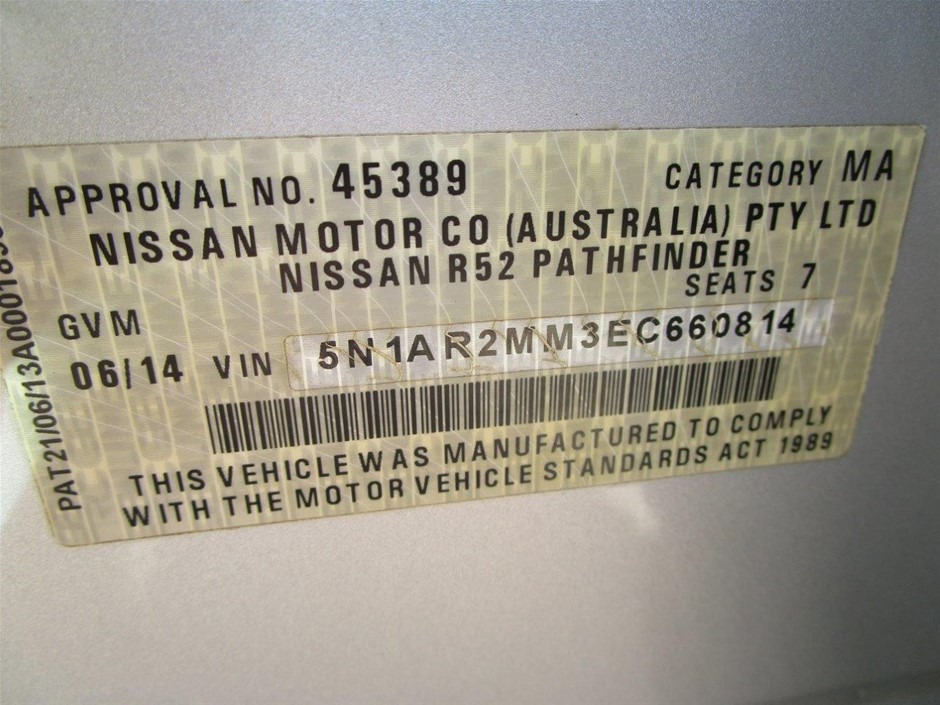 APPROVAL NO. 45389 CATEGORY MA
NISSAN MOTOR CO (AUSTRALIA) PTY LTD
NISSAN R52 PATHFINDER
SEATS 7
GVM
06/14 VIN 5N1AR2MM3EC660814
THIS VEHICLE WAS MANUFACTURED TO COMPLY
WITH THE MOTOR VEHICLE STANDARDS ACT 1989